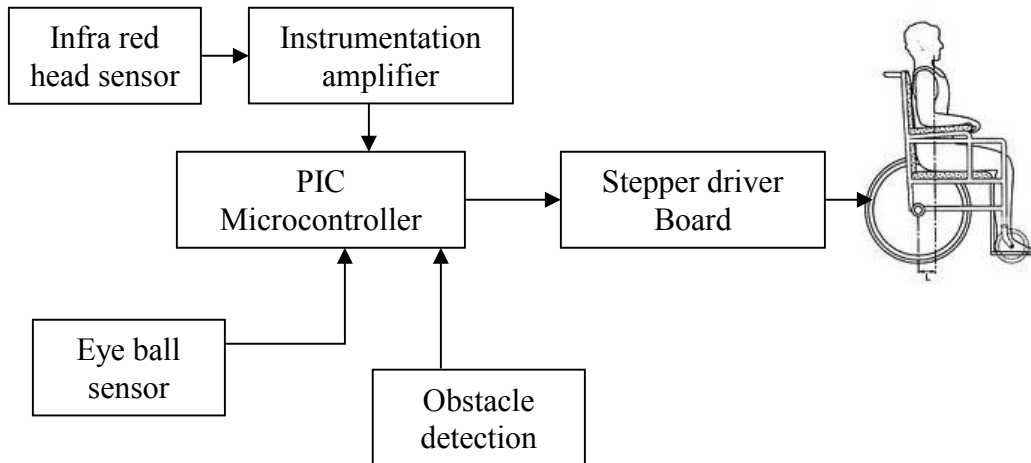 Infra red
head sensor
Instrumentation
amplifier
PIC
Microcontroller
Stepper driver
Board
Eye ball
sensor
Obstacle
detection
L